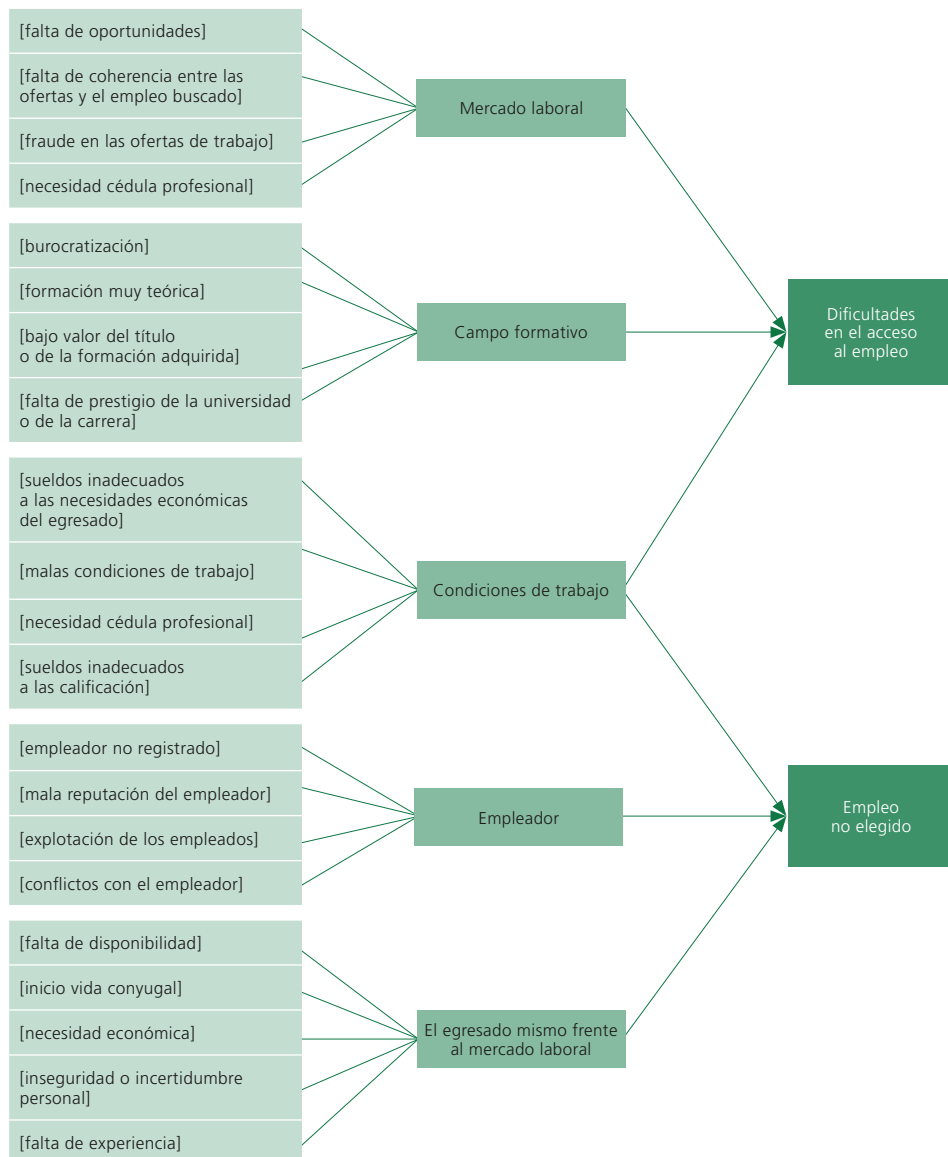 [falta de oportunidades]
[falta de coherencia entre las
ofertas y el empleo buscado]
[fraude en las ofertas de trabajo]
[necesidad cédula profesional]
Mercado laboral
[burocratización]
[formación muy teórica]
[bajo valor del título
o de la formación adquirida]
[falta de prestigio de la universidad
o de la carrera]
Campo formativo
[sueldos inadecuados
a las necesidades económicas
del egresado]
[malas condiciones de trabajo]
[necesidad cédula profesional]
[sueldos inadecuados
a las calificación]
Condiciones de trabajo
[empleador no registrado]
[mala reputación del empleador]
[explotación de los empleados]
[conflictos con el empleador]
Empleador
[falta de disponibilidad]
[inicio vida conyugal]
[necesidad económica]
[inseguridad o incertidumbre
personal]
[falta de experiencia]
El egresado mismo frente
al mercado laboral
Dificultades
en el acceso
al empleo
Empleo
no elegido